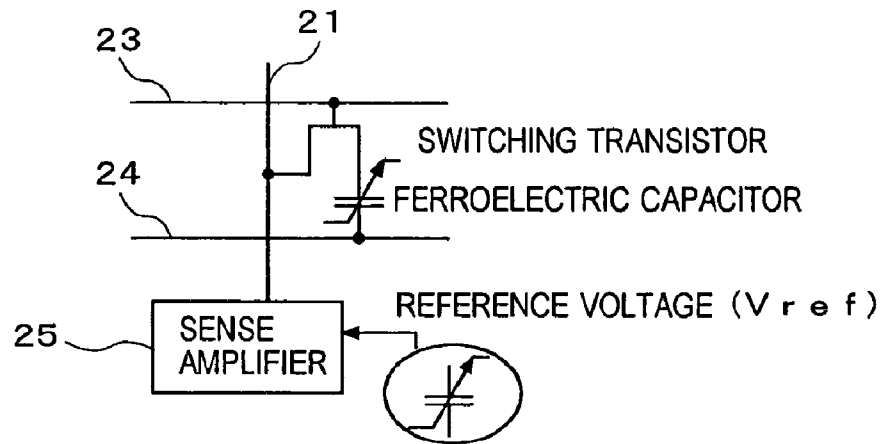 23
21
SWITCHING TRANSISTOR
24
FERROELECTRIC CAPACITOR
REFERENCE VOLTAGE (Vref)
25
SENSE
AMPLIFIER